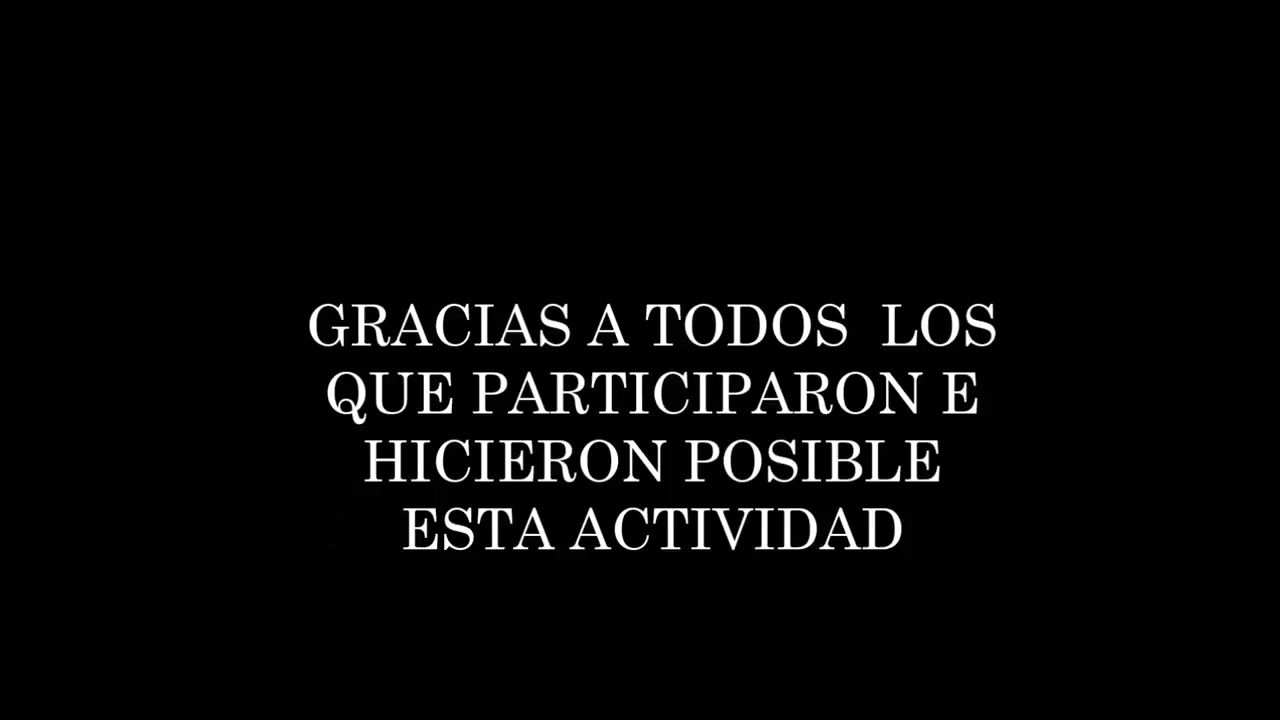 GRACIAS A TODOS  LOS
QUE PARTICIPARON E
HICIERON POSIBLE
ESTA ACTIVIDAD